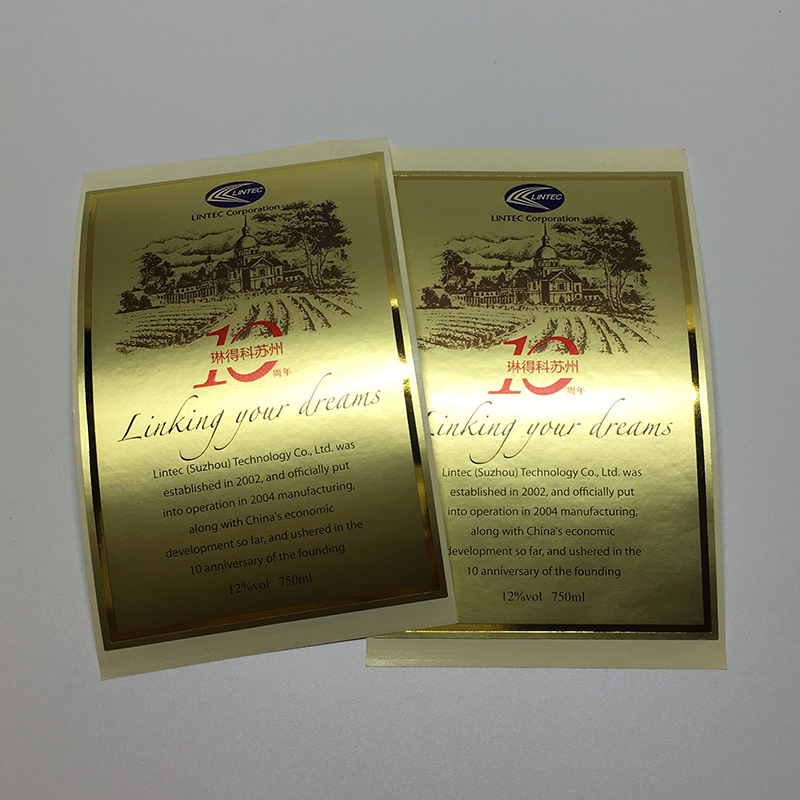 LINTEC
LINTEC Corporation
10
琳得科苏州
周年
Linking your dreams
Lintec (Suzhou) Technology Co., Ltd. was
established in 2002, and officially put
into operation in 2004 manufacturing,
along with China's economic
development so far, and ushered in the
10 anniversary of the founding
12%vol 750ml
LINTEC
LINTEC Corporation
10
琳得科苏州
周年
Linking your dreams
Lintec (Suzhou) Technology Co., Ltd. was
established in 2002, and officially put
into operation in 2004 manufacturing,
along with China's economic
development so far, and ushered in the
10 anniversary of the founding
12%vol 750ml